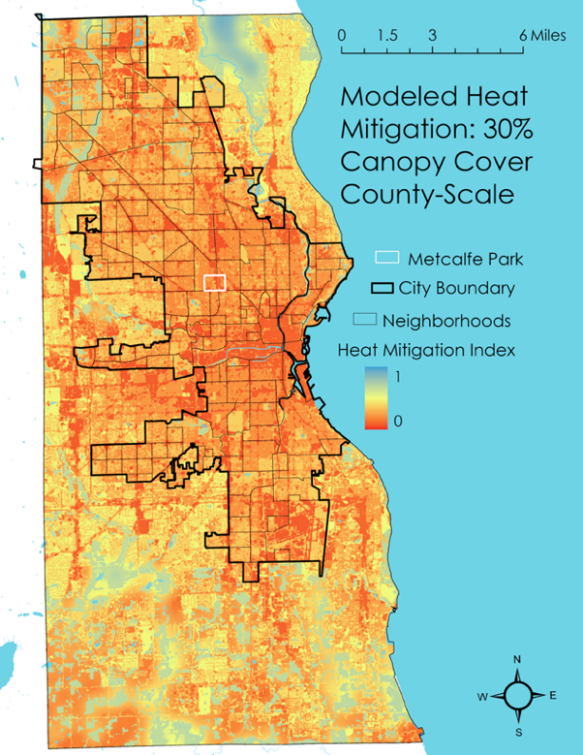 0 1.5 3 6 Miles
Modeled Heat
Mitigation: 30%
Canopy Cover
County-Scale
Metcalfe Park
City Boundary
Neighborhoods
Heat Mitigation Index
1
0
N
W E
S